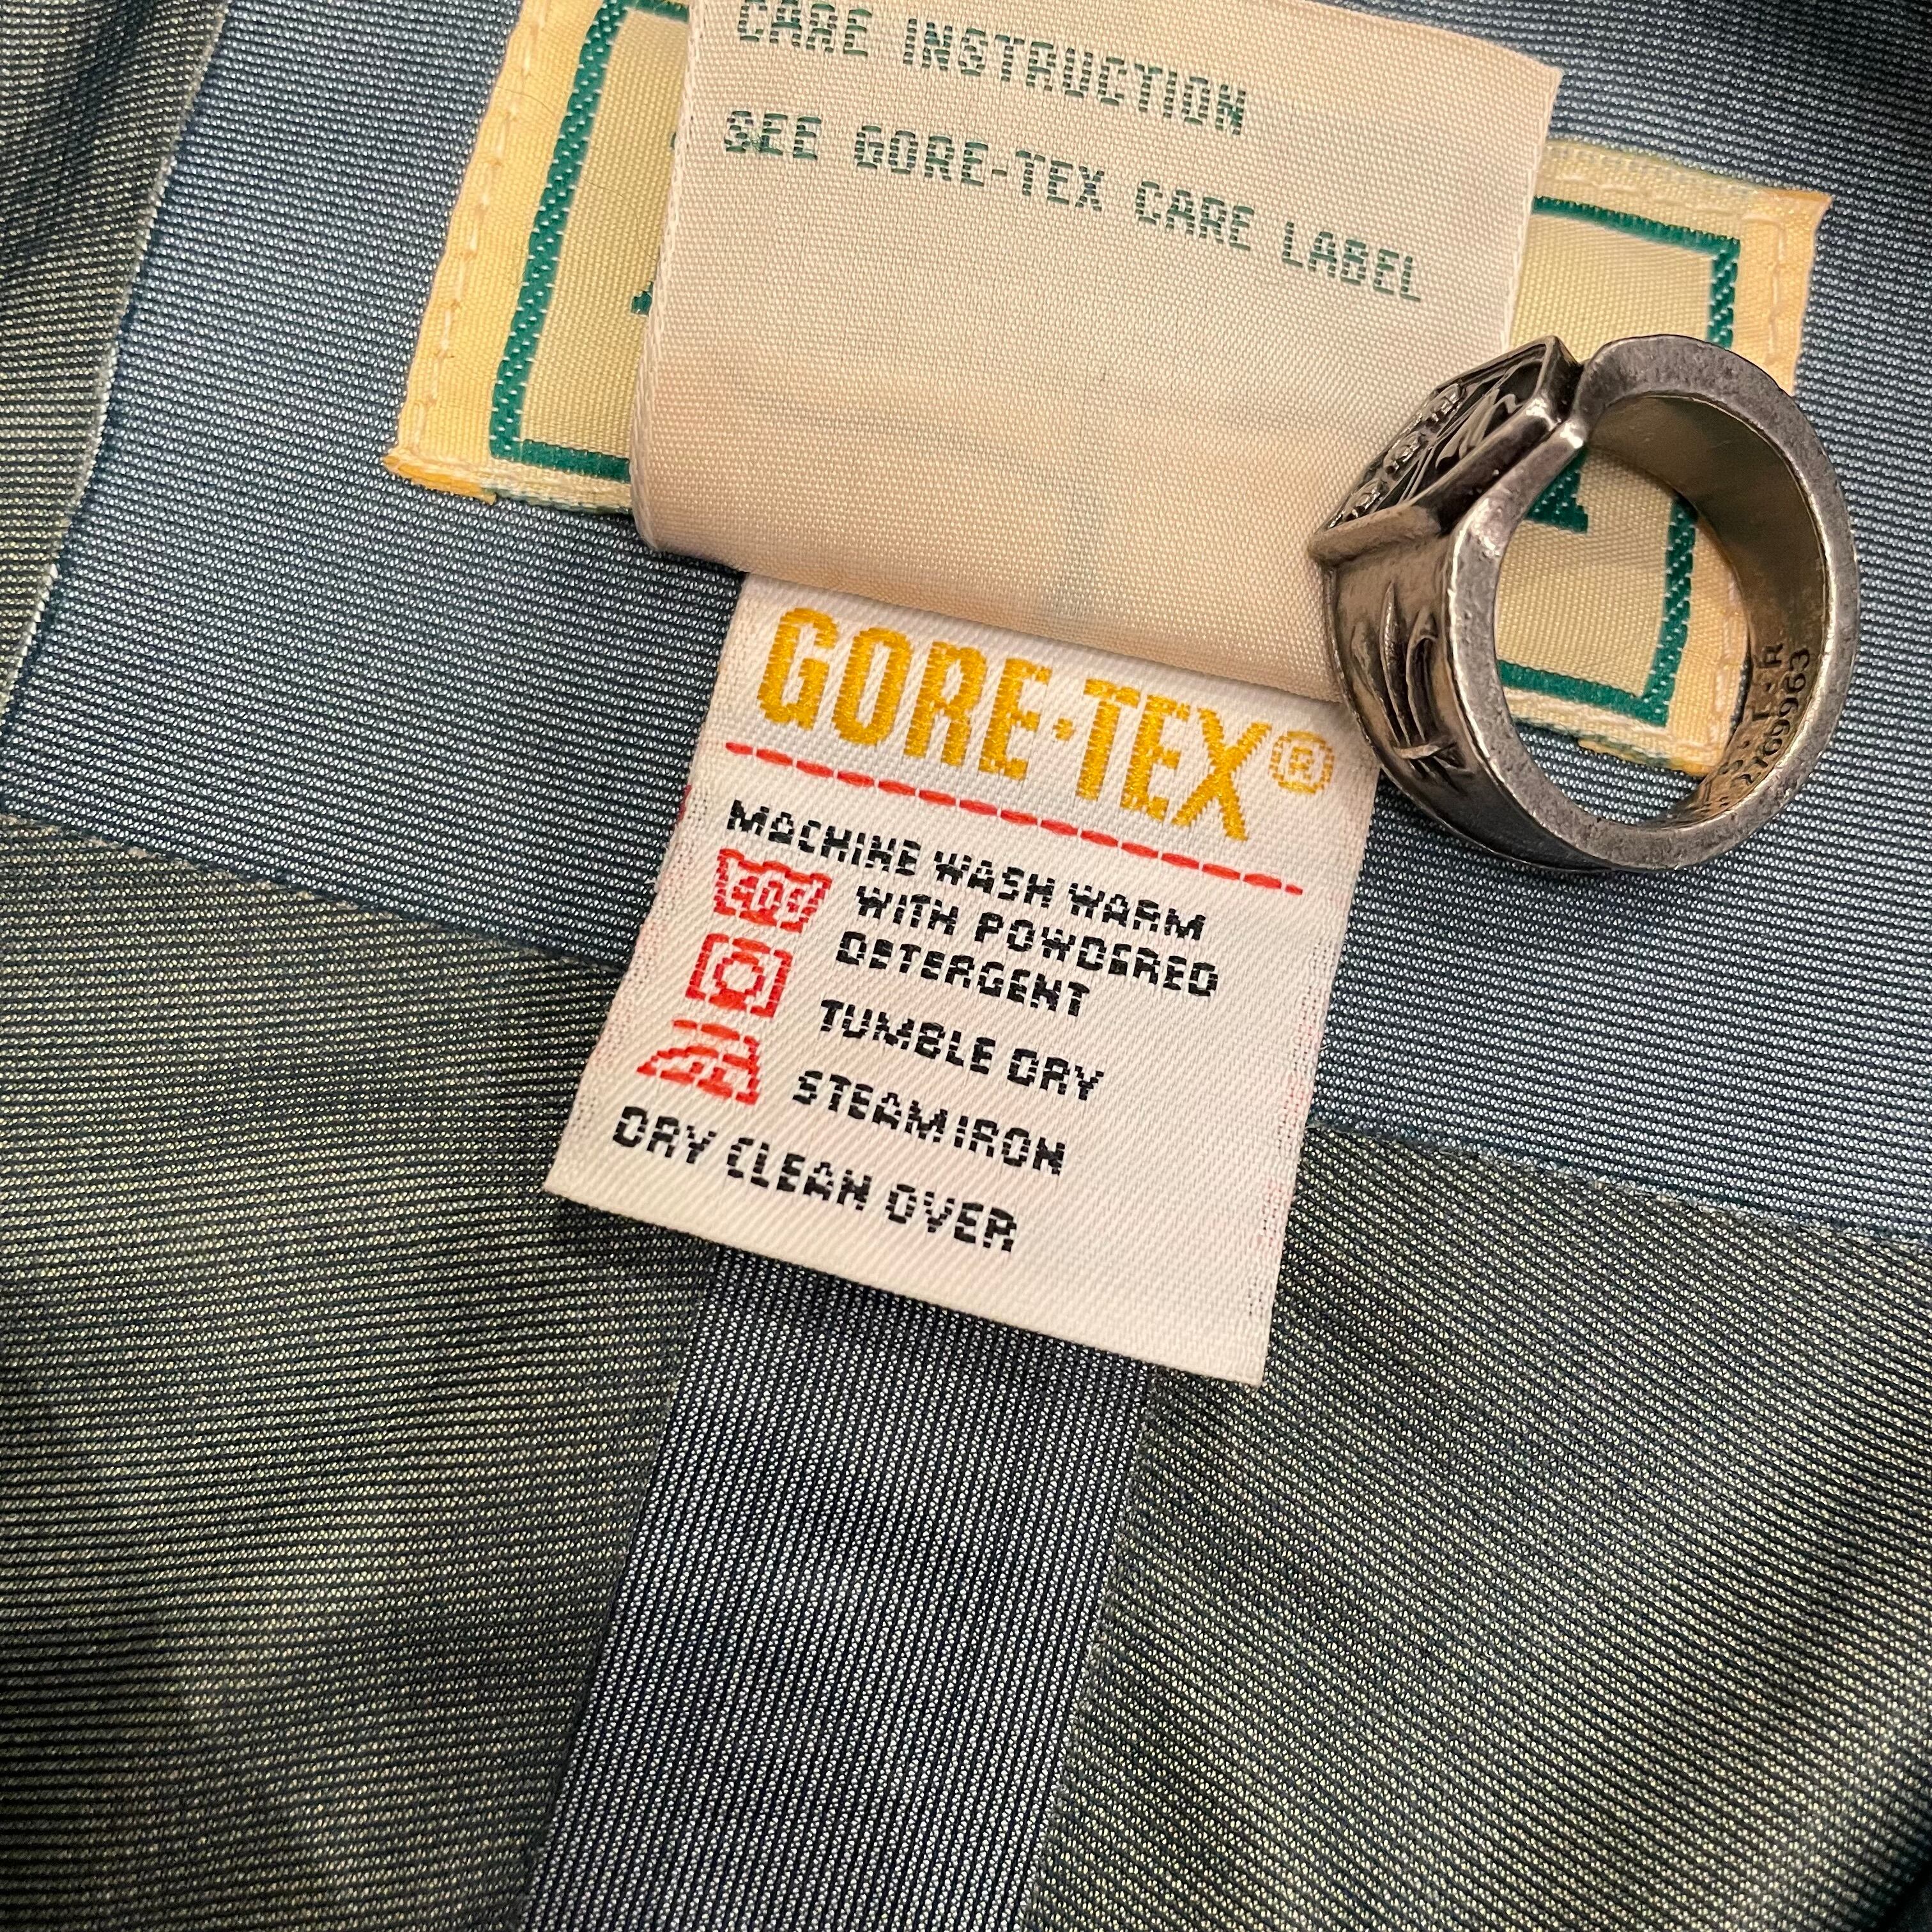 CARE INSTRUCTION
SEE GORE-TEX CARE LABEL
GORE-TEX®
MACHINE WASH WARM
WITH POWDERED
DETERGENT
TUMBLE DRY
STEAM IRON
DRY CLEAN OVER